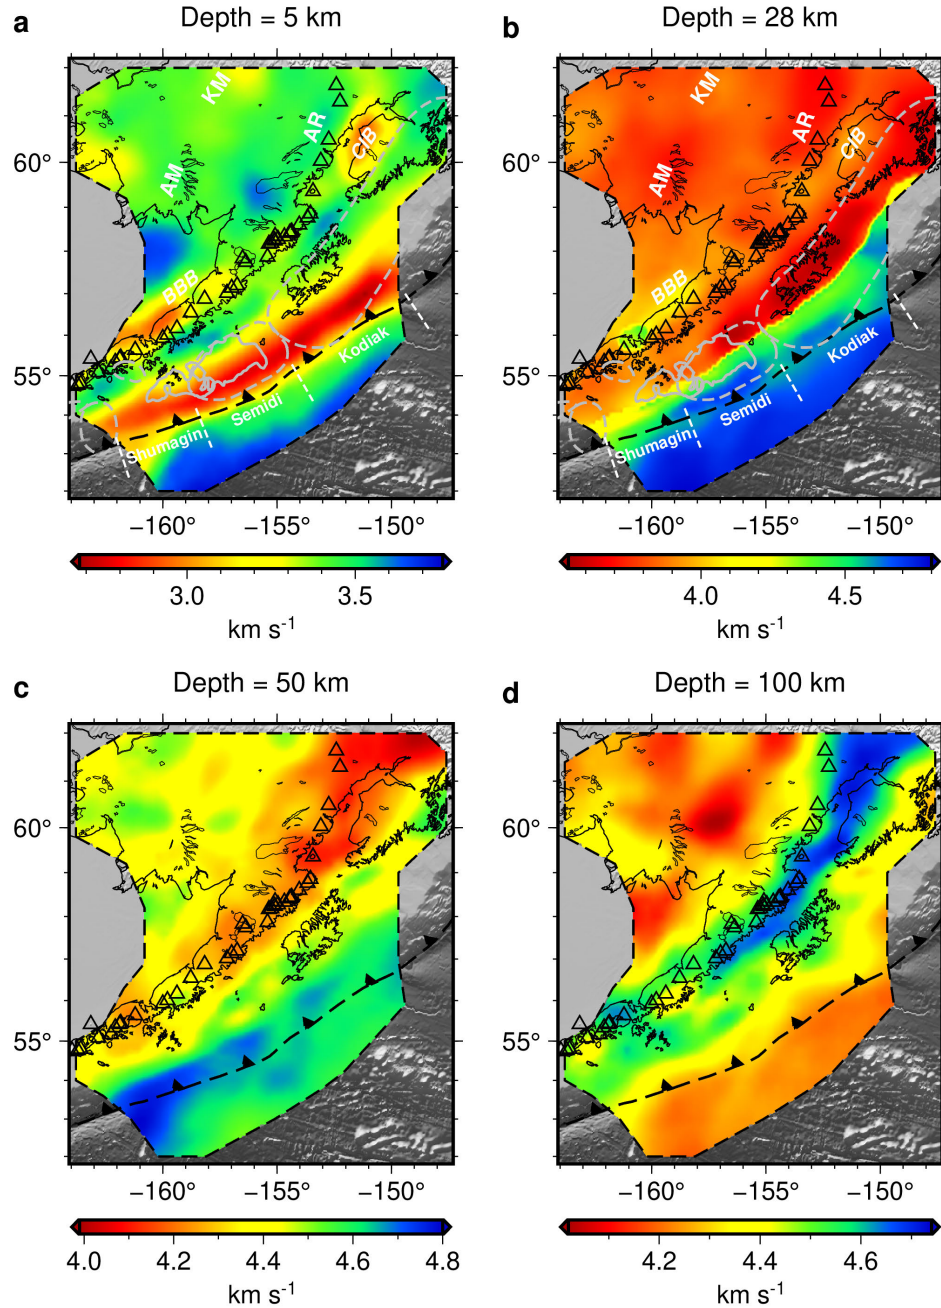 a
Depth = 5 km
KM
AR
CIB
AM
BBB
Kodiak
Semidi
Shumagin
60°
55°
−160°
−155°
−150°
3.0
3.5
km s-1
b
Depth = 28 km
KM
AR
CIB
AM
BBB
Kodiak
Semidi
Shumagin
60°
55°
−160°
−155°
−150°
4.0
4.5
km s-1
c
Depth = 50 km
60°
55°
−160°
−155°
−150°
4.0
4.2
4.4
4.6
4.8
km s-1
d
Depth = 100 km
60°
55°
−160°
−155°
−150°
4.2
4.4
4.6
km s-1